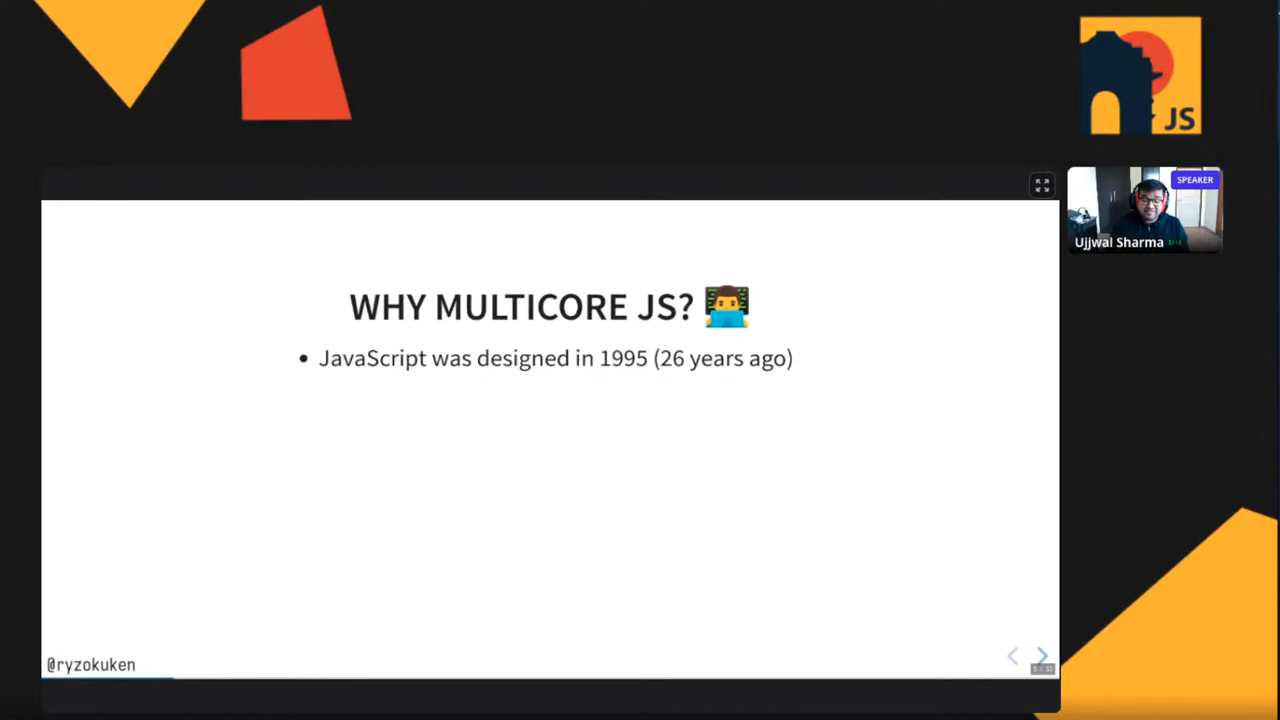 JS
SPEAKER
Ujjwal Sharma
WHY MULTICORE JS?
• JavaScript was designed in 1995 (26 years ago)
@ryzokuken